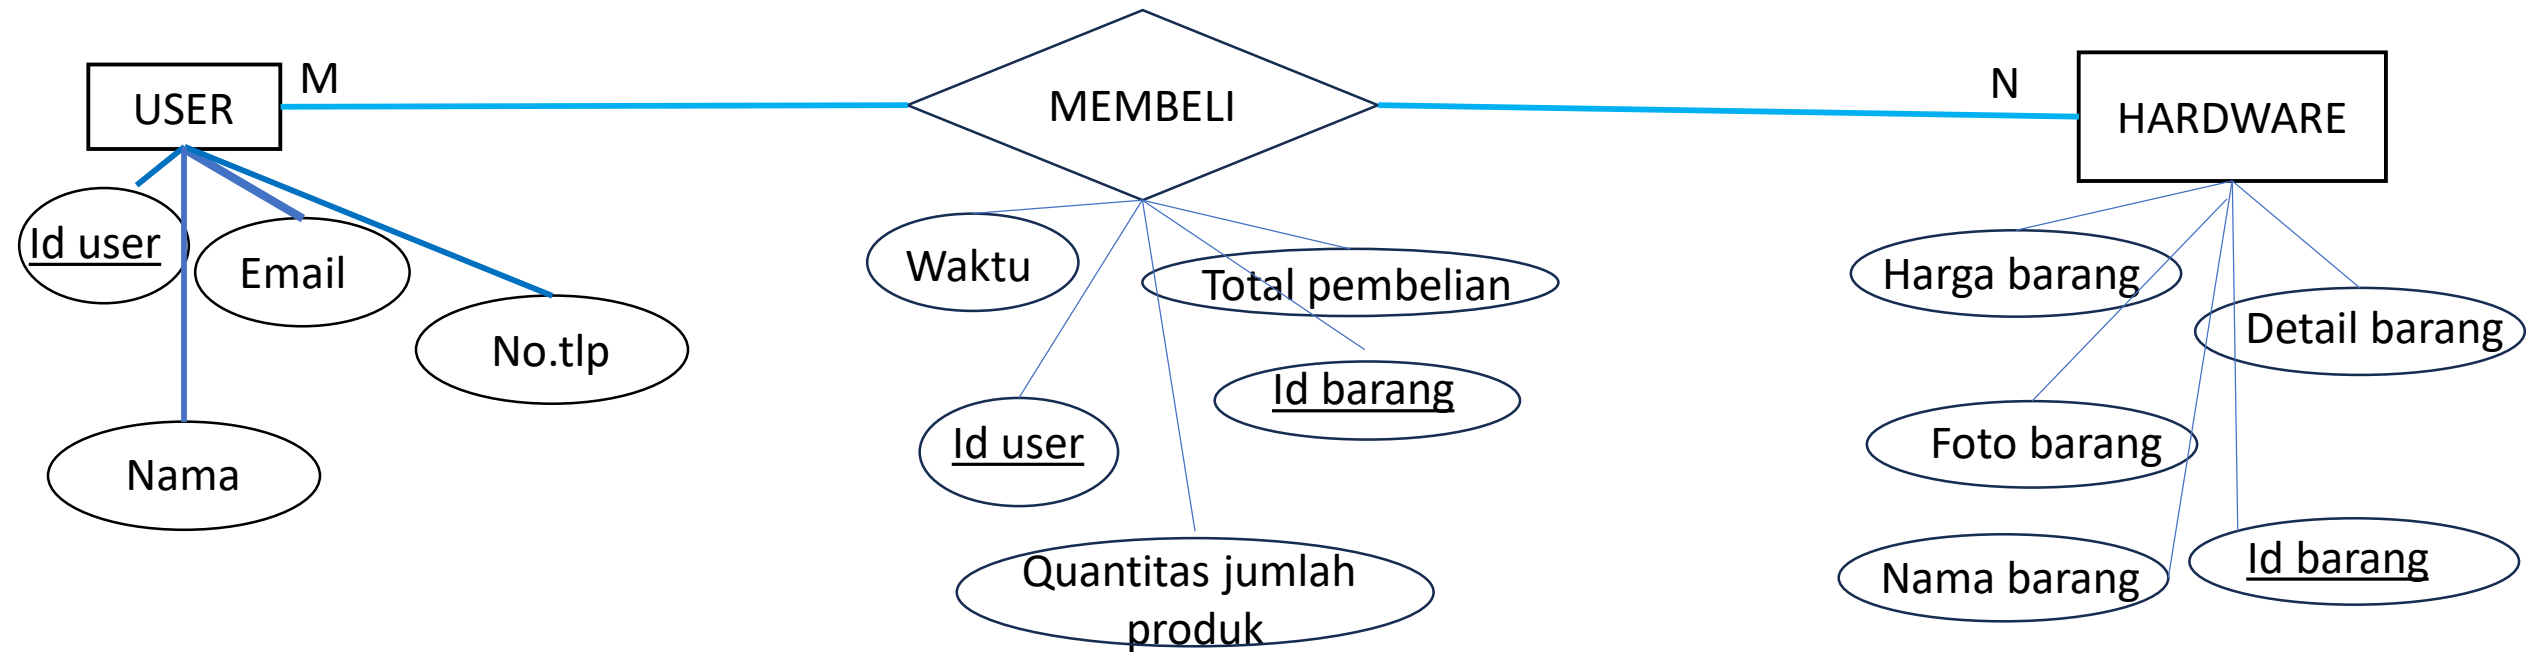 USER
M
MEMBELI
N
HARDWARE
Id user
Email
No.tlp
Nama
Waktu
Total pembelian
Id barang
Id user
Quantitas jumlah
produk
Harga barang
Detail barang
Foto barang
Nama barang
Id barang